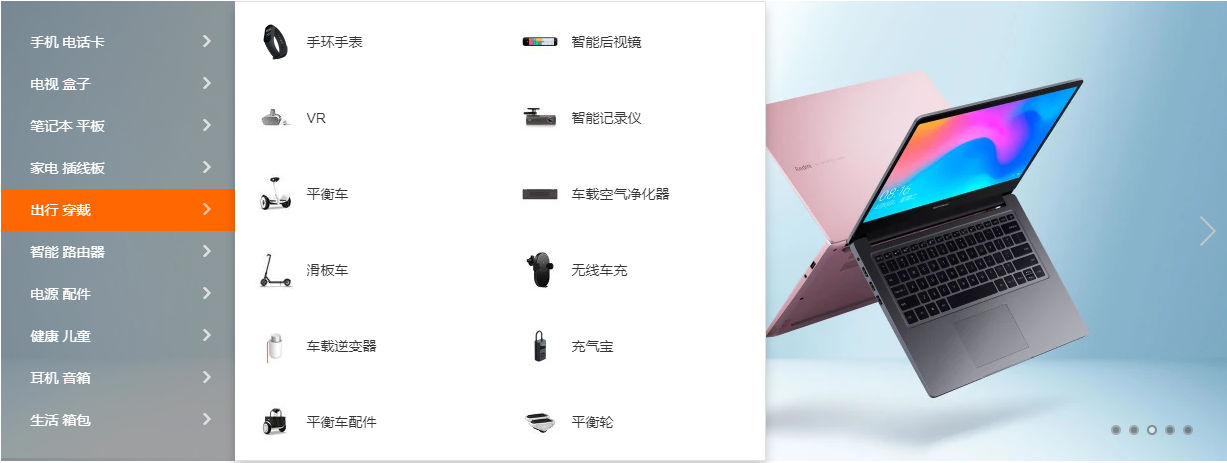 手机 电话卡
电视 盒子
笔记本 平板
家电 插线板
出行 穿戴
智能 路由器
电源 配件
健康 儿童
耳机 音箱
生活 箱包
手环手表
智能后视镜
VR
智能记录仪
平衡车
车载空气净化器
滑板车
无线车充
车载逆变器
充气宝
平衡车配件
平衡轮
Redmi
08:16